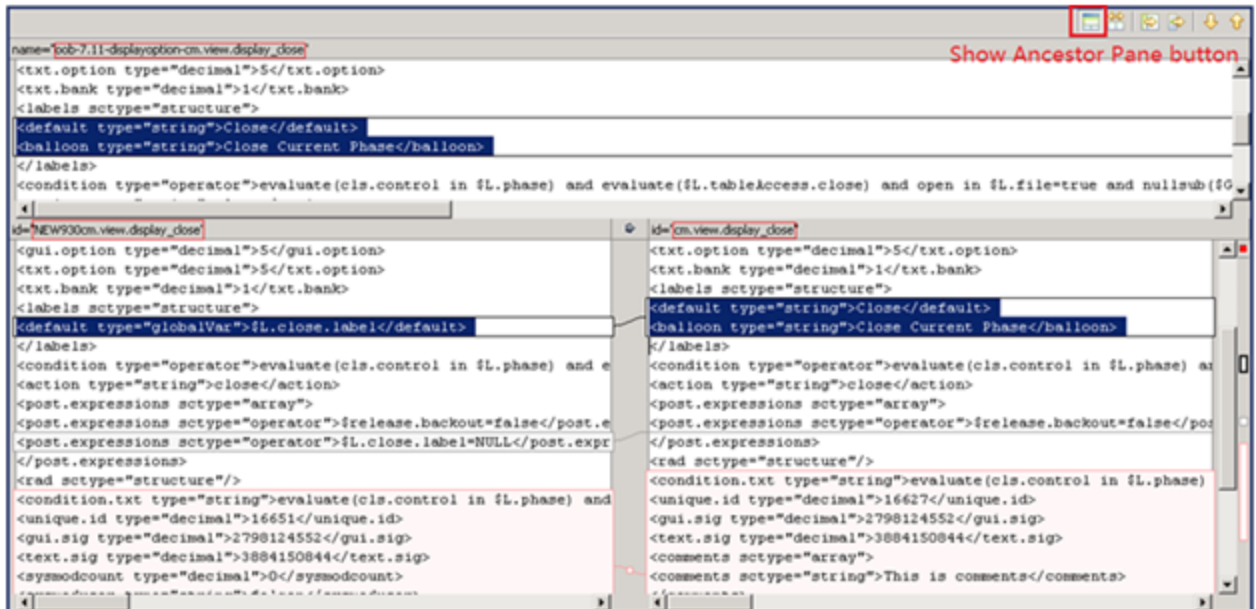 name="oob-7.11-displayoption-cm.view.display_close"
Show Ancestor Pane button
<txt.option type="decimal">5</txt.option>
<txt.bank type="decimal">1</txt.bank>
<labels sctype="structure">
<default type="string">Close</default>
<balloon type="string">Close Current Phase</balloon>
</labels>
<condition type="operator">evaluate(cls.control in $L.phase) and evaluate($L.tableAccess.close) and open in $L.file=true and nullsub($G
id="NEW930cm.view.display_close"
<gui.option type="decimal">5</gui.option>
<txt.option type="decimal">5</txt.option>
<txt.bank type="decimal">1</txt.bank>
<labels sctype="structure">
<default type="globalVar">$L.close.label</default>
</labels>
<condition type="operator">evaluate(cls.control in $L.phase) and e
<action type="string">close</action>
<post.expressions sctype="array">
<post.expressions sctype="operator">$release.backout=false</post.e
<post.expressions sctype="operator">$L.close.label=NULL</post.expr
</post.expressions>
<rad sctype="structure"/>
<condition.txt type="string">evaluate(cls.control in $L.phase) and
<unique.id type="decimal">16651</unique.id>
<gui.sig type="decimal">2798124552</gui.sig>
<text.sig type="decimal">3884150844</text.sig>
<sysmodcount type="decimal">0</sysmodcount>
id="cm.view.display_close"
<txt.option type="decimal">5</txt.option>
<txt.bank type="decimal">1</txt.bank>
<labels sctype="structure">
<default type="string">Close</default>
<balloon type="string">Close Current Phase</balloon>
</labels>
<condition type="operator">evaluate(cls.control in $L.phase) ar
<action type="string">close</action>
<post.expressions sctype="array">
<post.expressions sctype="operator">$release.backout=false</pos
</post.expressions>
<rad sctype="structure"/>
<condition.txt type="string">evaluate(cls.control in $L.phase)
<unique.id type="decimal">16627</unique.id>
<gui.sig type="decimal">2798124552</gui.sig>
<text.sig type="decimal">3884150844</text.sig>
<comments sctype="array">
<comments sctype="string">This is comments</comments>